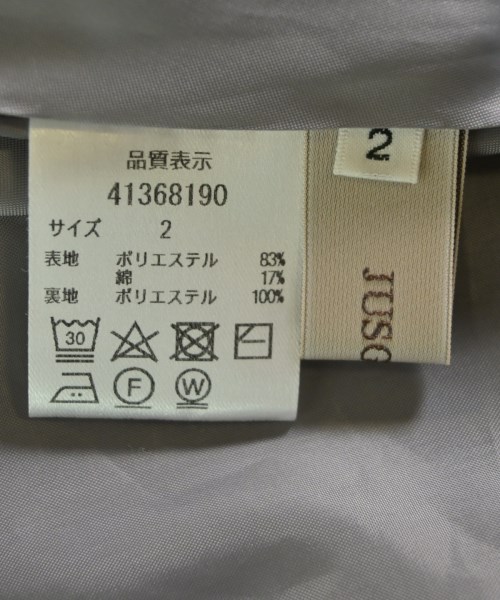 品質表示
41368190
サイズ 2
表地 ポリエステル 83%
綿 17%
裏地 ポリエステル 100%
30
F
W
2